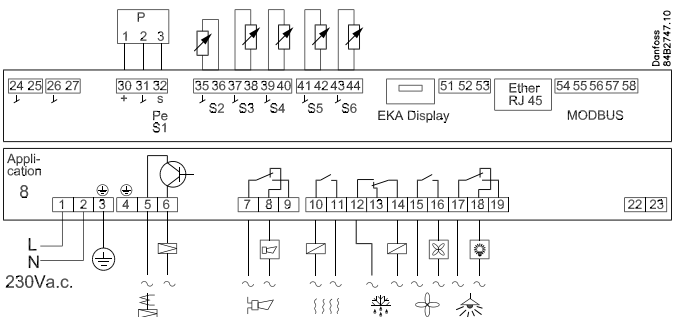 P
1 2 3
Danfoss
84B2747.10
24 25 26 27 30 31 32 35 36 37 38 39 40 41 42 43 44 51 52 53 54 55 56 57 58
+ s
S2 S3 S4 S5 S6
Pe
S1
EKA Display
Ether
RJ 45
MODBUS
Appli-
cation
8
1 2 3 4 5 6 7 8 9 10 11 12 13 14 15 16 17 18 19 22 23
L
N
230Va.c.